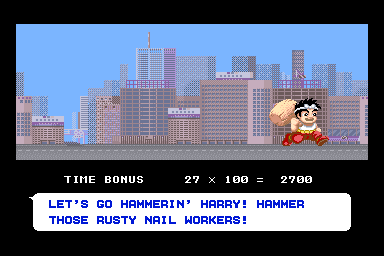 TIME BONUS 27 × 100 = 2700
LET'S GO HAMMERIN' HARRY! HAMMER
THOSE RUSTY NAIL WORKERS!